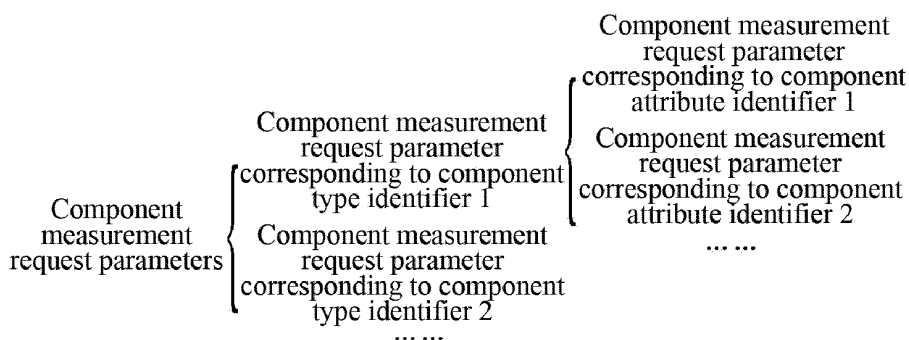 Component
measurement
request parameters
Component measurement
request parameter
corresponding to component
type identifier 1
Component measurement
request parameter
corresponding to component
type identifier 2
... ...
Component measurement
request parameter
corresponding to component
attribute identifier 1
Component measurement
request parameter
corresponding to component
attribute identifier 2
... ...